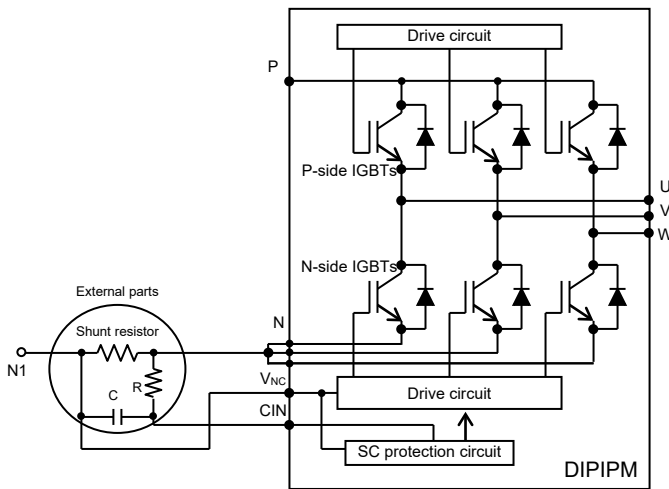 Drive circuit
P
P-side IGBTs
U
V
W
N-side IGBTs
External parts
Shunt resistor
N
N1
R
C
VNC
CIN
Drive circuit
SC protection circuit
DIPIPM